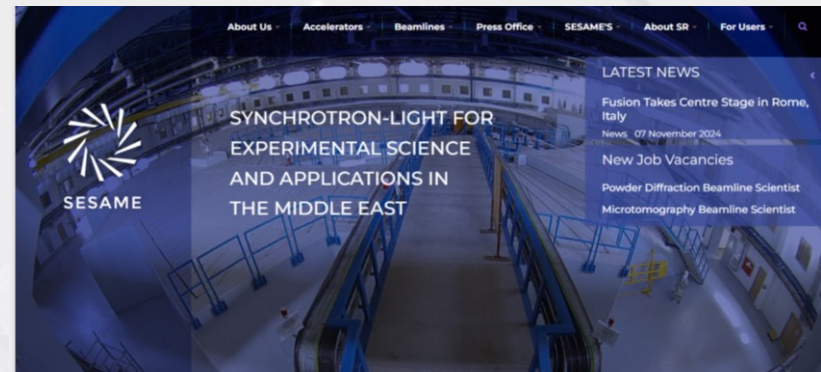 About Us
Accelerators
Beamlines
Press Office
SESAME'S
About SR
For Users
LATEST NEWS
Fusion Takes Centre Stage in Rome,
Italy
News 07 November 2024
New Job Vacancies
Powder Diffraction Beamline Scientist
Microtomography Beamline Scientist
SYNCHROTRON-LIGHT FOR
EXPERIMENTAL SCIENCE
AND APPLICATIONS IN
THE MIDDLE EAST
SESAME